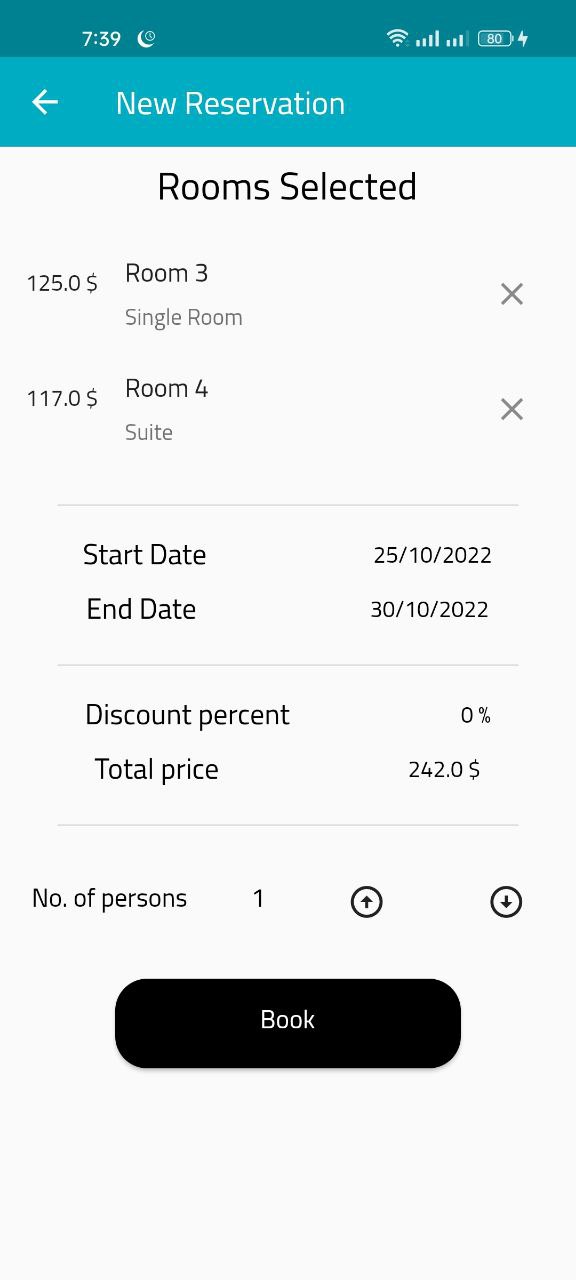 7:39
80
New Reservation
Rooms Selected
125.0 $ Room 3
Single Room
117.0 $ Room 4
Suite
Start Date 25/10/2022
End Date 30/10/2022
Discount percent 0 %
Total price 242.0 $
No. of persons 1
Book